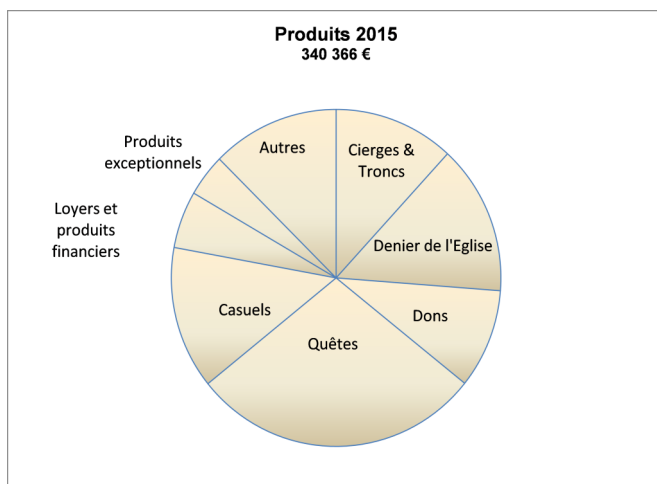 Produits 2015
340 366 €
Cierges &
Troncs
Denier de l'Eglise
Dons
Quêtes
Casuels
Loyers et
produits
financiers
Produits
exceptionnels
Autres